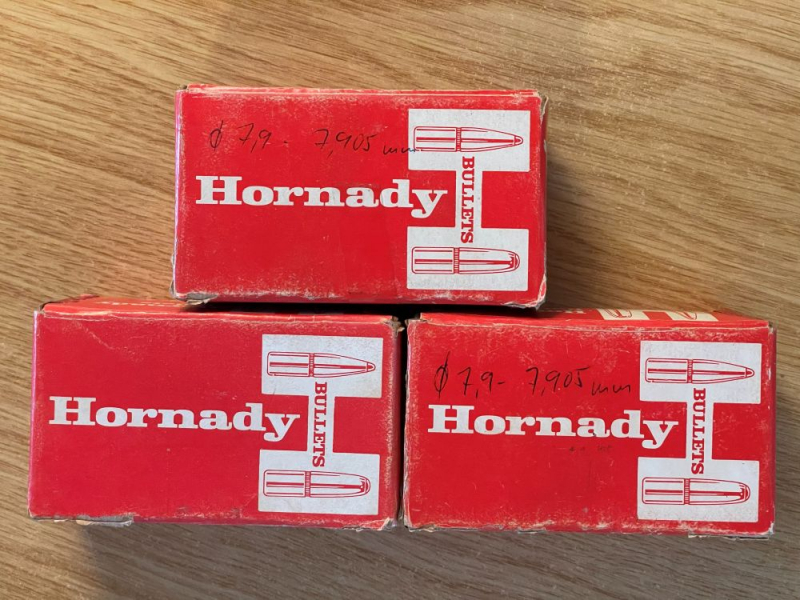 ⌀ 7,9 - 7,905 mm
Hornady
BULLETS
Hornady
BULLETS
⌀ 7,9 - 7,905 mm
Hornady
BULLETS